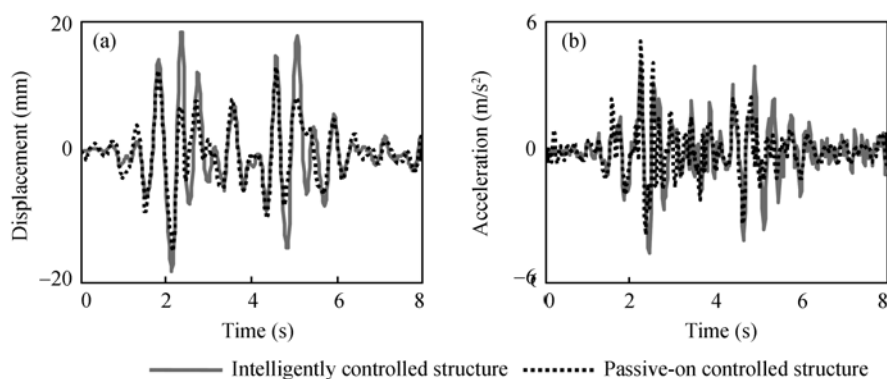 20
(a)
Displacement (mm)
0
−20
0 2 4 6 8
Time (s)
6
(b)
Acceleration (m/s²)
0
−6
0 2 4 6 8
Time (s)
Intelligently controlled structure
Passive-on controlled structure